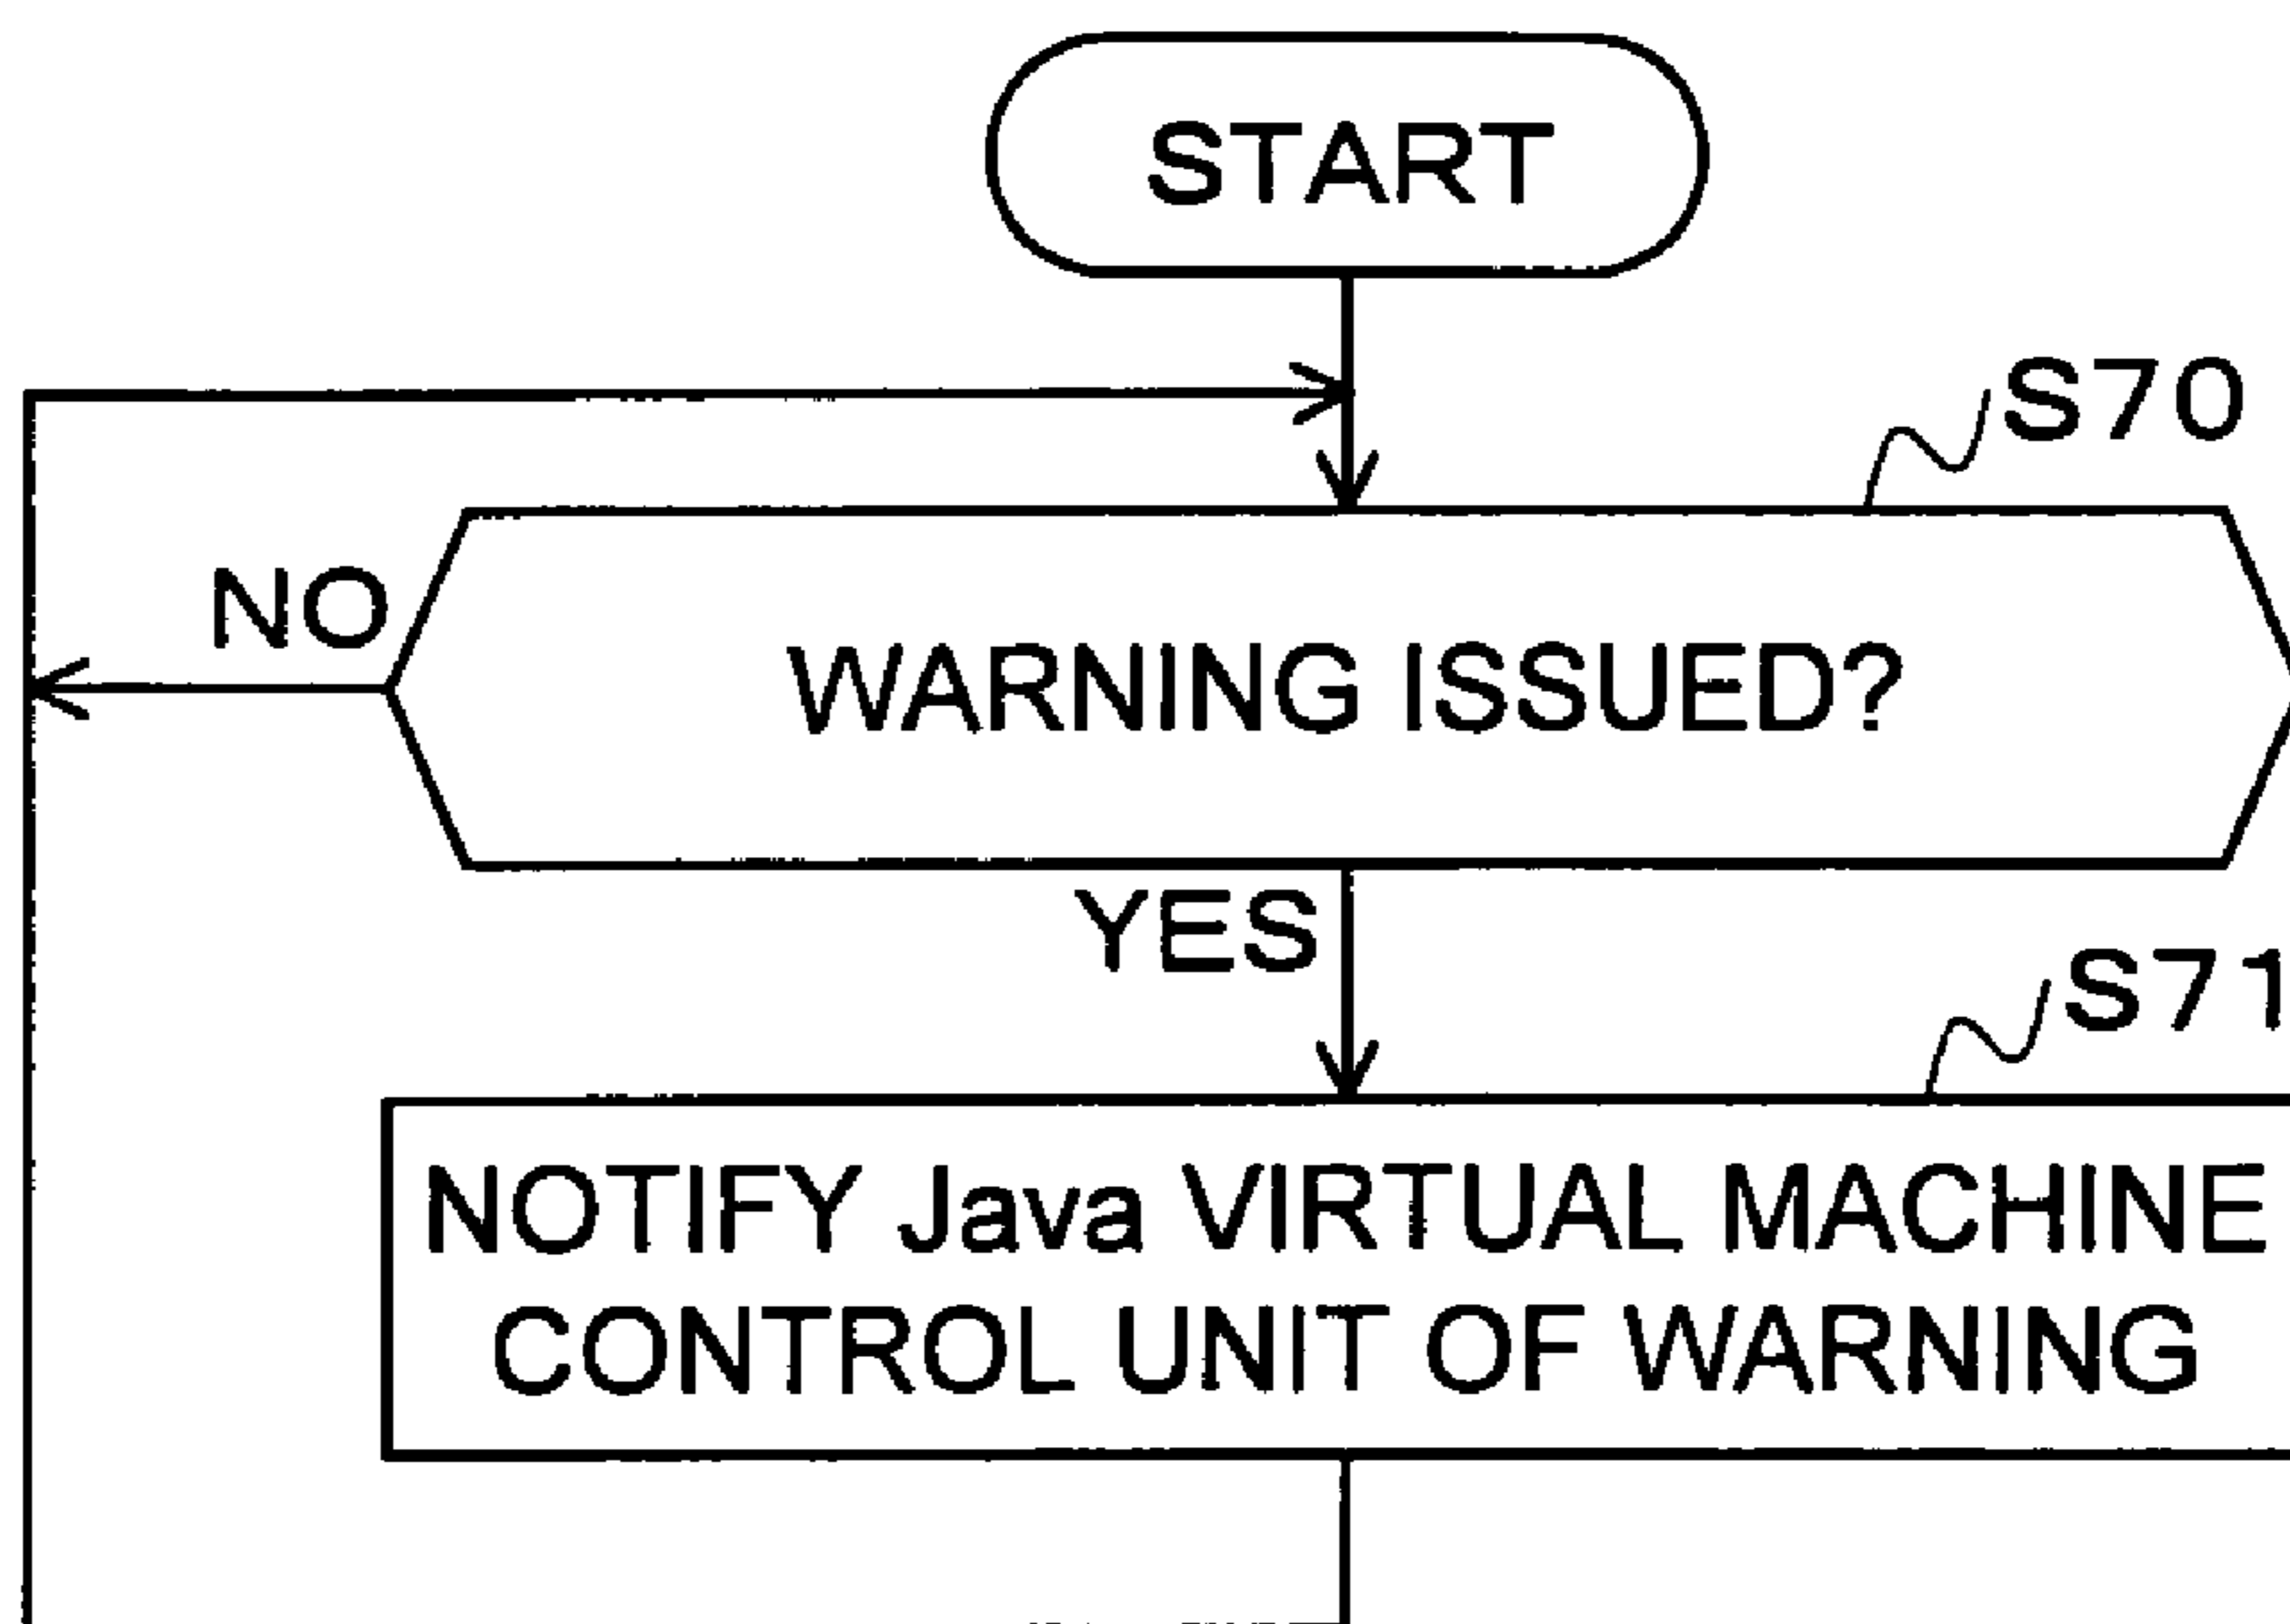 START
S70
NO
WARNING ISSUED?
YES
S71
NOTIFY Java VIRTUAL MACHINE
CONTROL UNIT OF WARNING